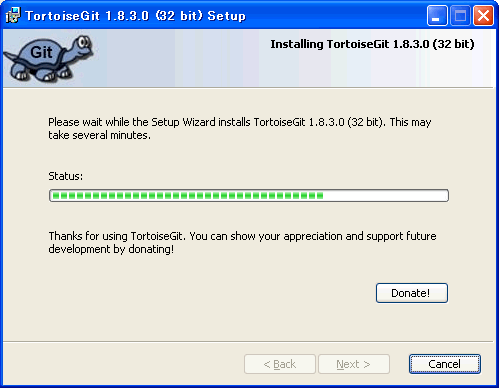 TortoiseGit 1.8.3.0 (32 bit) Setup
Git
Installing TortoiseGit 1.8.3.0 (32 bit)
Please wait while the Setup Wizard installs TortoiseGit 1.8.3.0 (32 bit). This may
take several minutes.
Status:
Thanks for using TortoiseGit. You can show your appreciation and support future
development by donating!
Donate!
< Back
Next >
Cancel